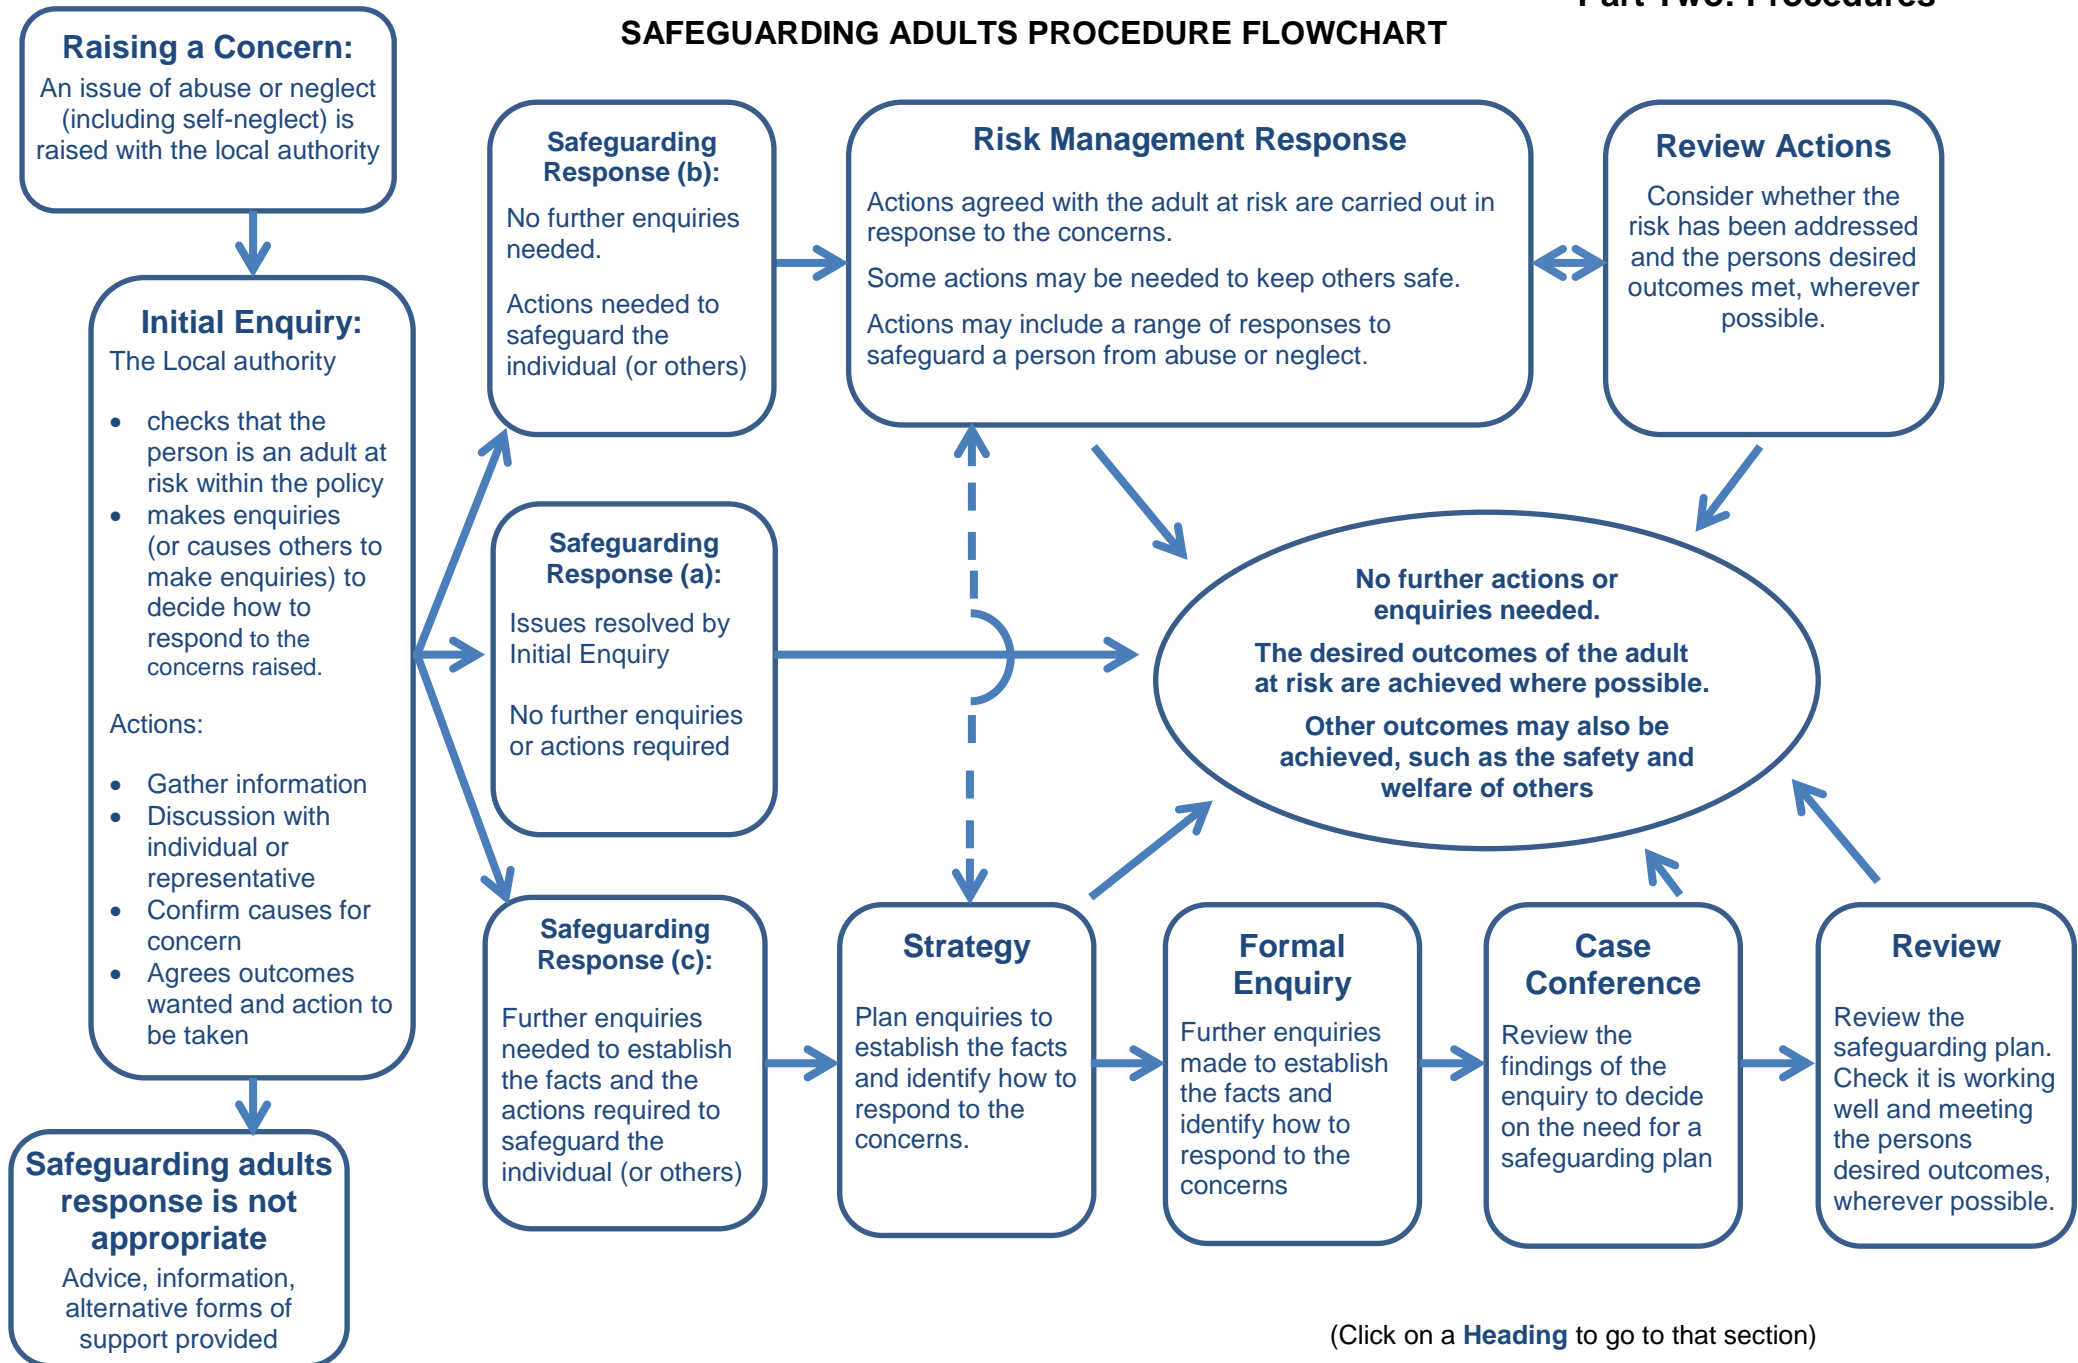 Part Two: Procedures
SAFEGUARDING ADULTS PROCEDURE FLOWCHART
Raising a Concern:
An issue of abuse or neglect
(including self-neglect) is
raised with the local authority
Initial Enquiry:
The Local authority
• checks that the
person is an adult at
risk within the policy
• makes enquiries
(or causes others to
make enquiries) to
decide how to
respond to the
concerns raised.
Actions:
• Gather information
• Discussion with
individual or
representative
• Confirm causes for
concern
• Agrees outcomes
wanted and action to
be taken
Safeguarding adults
response is not
appropriate
Advice, information,
alternative forms of
support provided
Safeguarding
Response (b):
No further enquiries
needed.
Actions needed to
safeguard the
individual (or others)
Risk Management Response
Actions agreed with the adult at risk are carried out in
response to the concerns.
Some actions may be needed to keep others safe.
Actions may include a range of responses to
safeguard a person from abuse or neglect.
Review Actions
Consider whether the
risk has been addressed
and the persons desired
outcomes met, wherever
possible.
Safeguarding
Response (a):
Issues resolved by
Initial Enquiry
No further enquiries
or actions required
No further actions or
enquiries needed.
The desired outcomes of the adult
at risk are achieved where possible.
Other outcomes may also be
achieved, such as the safety and
welfare of others
Safeguarding
Response (c):
Further enquiries
needed to establish
the facts and the
actions required to
safeguard the
individual (or others)
Strategy
Plan enquiries to
establish the facts
and identify how to
respond to the
concerns.
Formal
Enquiry
Further enquiries
made to establish
the facts and
identify how to
respond to the
concerns
Case
Conference
Review the
findings of the
enquiry to decide
on the need for a
safeguarding plan
Review
Review the
safeguarding plan.
Check it is working
well and meeting
the persons
desired outcomes,
wherever possible.
(Click on a Heading to go to that section)